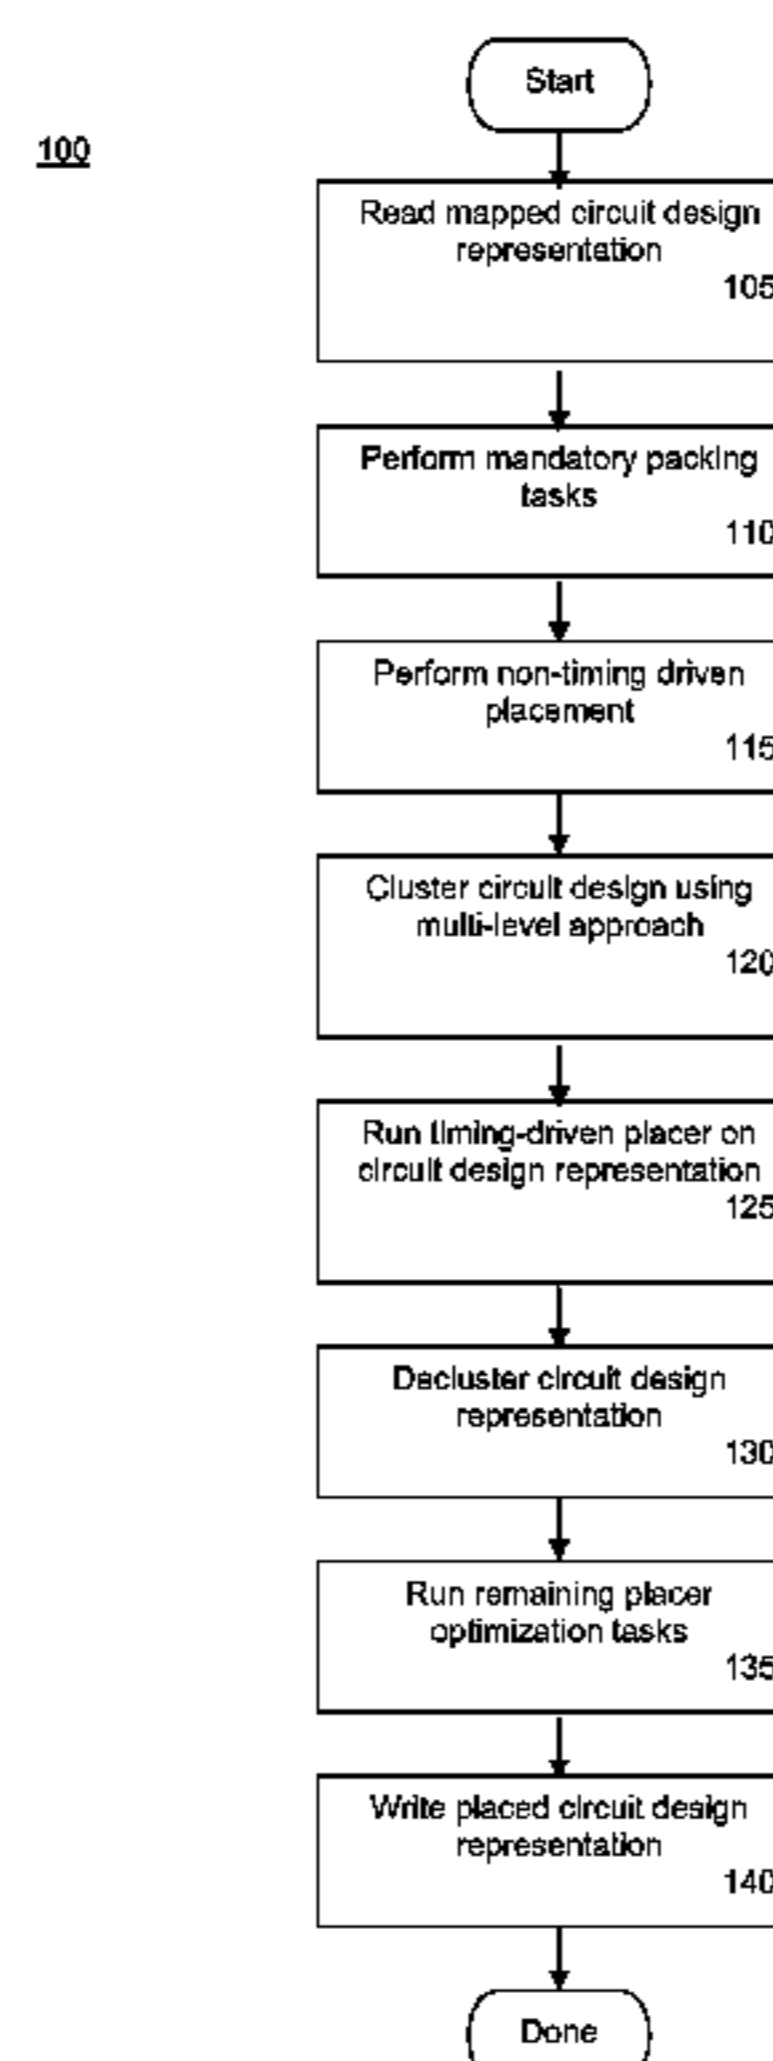 Start
100
Read mapped circuit design
representation
105
Perform mandatory packing
tasks
110
Perform non-timing driven
placement
115
Cluster circuit design using
multi-level approach
120
Run timing-driven placer on
circuit design representation
125
Decluster circuit design
representation
130
Run remaining placer
optimization tasks
135
Write placed circuit design
representation
140
Done